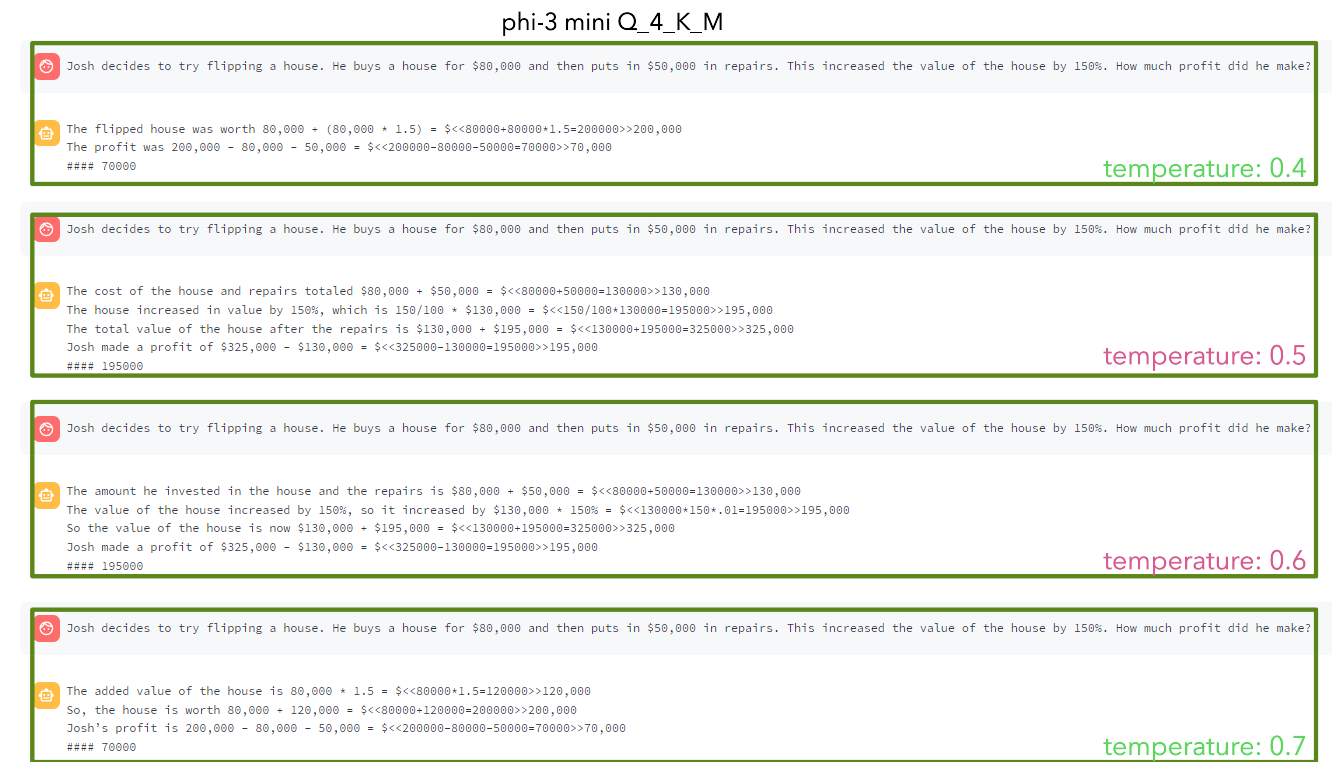 phi-3 mini Q_4_K_M
Josh decides to try flipping a house. He buys a house for $80,000 and then puts in $50,000 in repairs. This increased the value of the house by 150%. How much profit did he make?
The flipped house was worth 80,000 + (80,000 * 1.5) = $<<80000+80000*1.5=200000>>200,000
The profit was 200,000 - 80,000 - 50,000 = $<<200000-80000-50000=70000>>70,000
#### 70000
temperature: 0.4
Josh decides to try flipping a house. He buys a house for $80,000 and then puts in $50,000 in repairs. This increased the value of the house by 150%. How much profit did he make?
The cost of the house and repairs totaled $80,000 + $50,000 = $<<80000+50000=130000>>130,000
The house increased in value by 150%, which is 150/100 * $130,000 = $<<150/100*130000=195000>>195,000
The total value of the house after the repairs is $130,000 + $195,000 = $<<130000+195000=325000>>325,000
Josh made a profit of $325,000 - $130,000 = $<<325000-130000=195000>>195,000
#### 195000
temperature: 0.5
Josh decides to try flipping a house. He buys a house for $80,000 and then puts in $50,000 in repairs. This increased the value of the house by 150%. How much profit did he make?
The amount he invested in the house and the repairs is $80,000 + $50,000 = $<<80000+50000=130000>>130,000
The value of the house increased by 150%, so it increased by $130,000 * 150% = $<<130000*150*.01=195000>>195,000
So the value of the house is now $130,000 + $195,000 = $<<130000+195000=325000>>325,000
Josh made a profit of $325,000 - $130,000 = $<<325000-130000=195000>>195,000
#### 195000
temperature: 0.6
Josh decides to try flipping a house. He buys a house for $80,000 and then puts in $50,000 in repairs. This increased the value of the house by 150%. How much profit did he make?
The added value of the house is 80,000 * 1.5 = $<<80000*1.5=120000>>120,000
So, the house is worth 80,000 + 120,000 = $<<80000+120000=200000>>200,000
Josh’s profit is 200,000 - 80,000 - 50,000 = $<<200000-80000-50000=70000>>70,000
#### 70000
temperature: 0.7